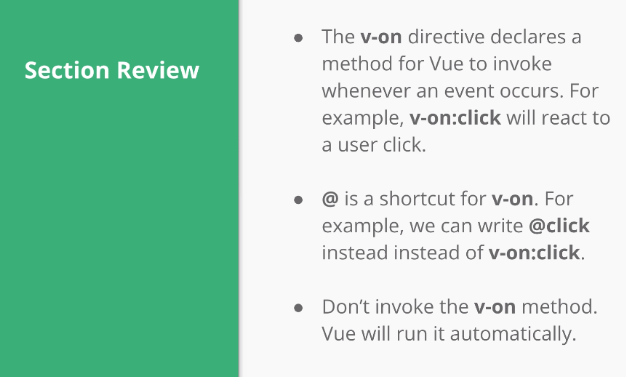 Section Review
● The v-on directive declares a
method for Vue to invoke
whenever an event occurs. For
example, v-on:click will react to
a user click.
● @ is a shortcut for v-on. For
example, we can write @click
instead instead of v-on:click.
● Don’t invoke the v-on method.
Vue will run it automatically.